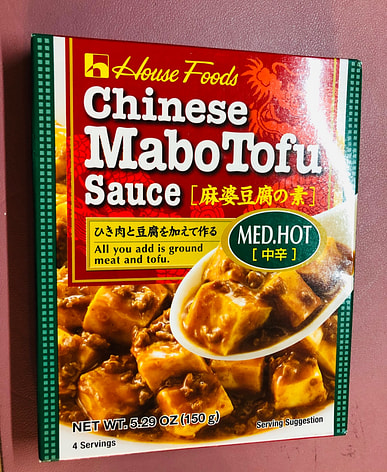 House Foods
Chinese
Mabo Tofu
Sauce [麻婆豆腐の素]
ひき肉と豆腐を加えて作る
All you add is ground
meat and tofu.
MED.HOT
[中辛]
NET WT. 5.29 OZ (150 g)
4 Servings
Serving Suggestion